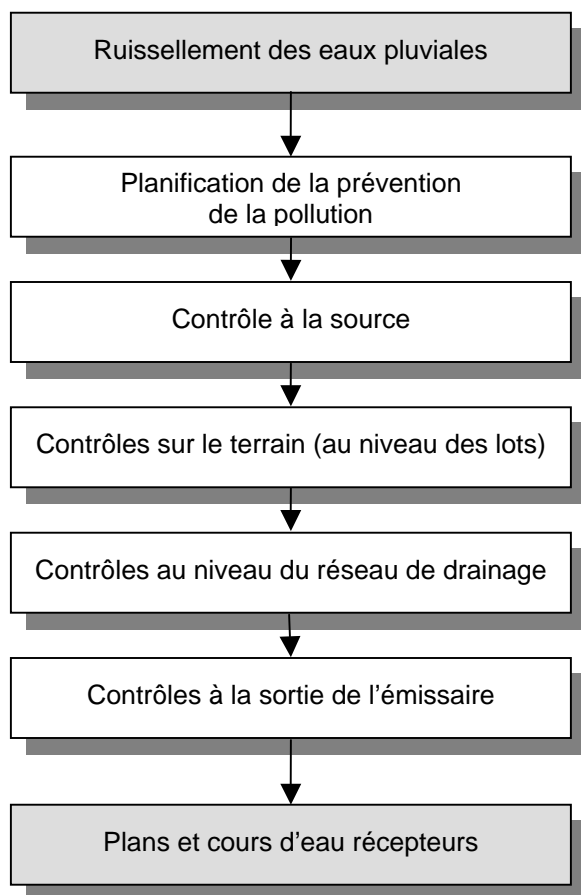 Ruissellement des eaux pluviales
Planification de la prévention
de la pollution
Contrôle à la source
Contrôles sur le terrain (au niveau des lots)
Contrôles au niveau du réseau de drainage
Contrôles à la sortie de l'émissaire
Plans et cours d'eau récepteurs